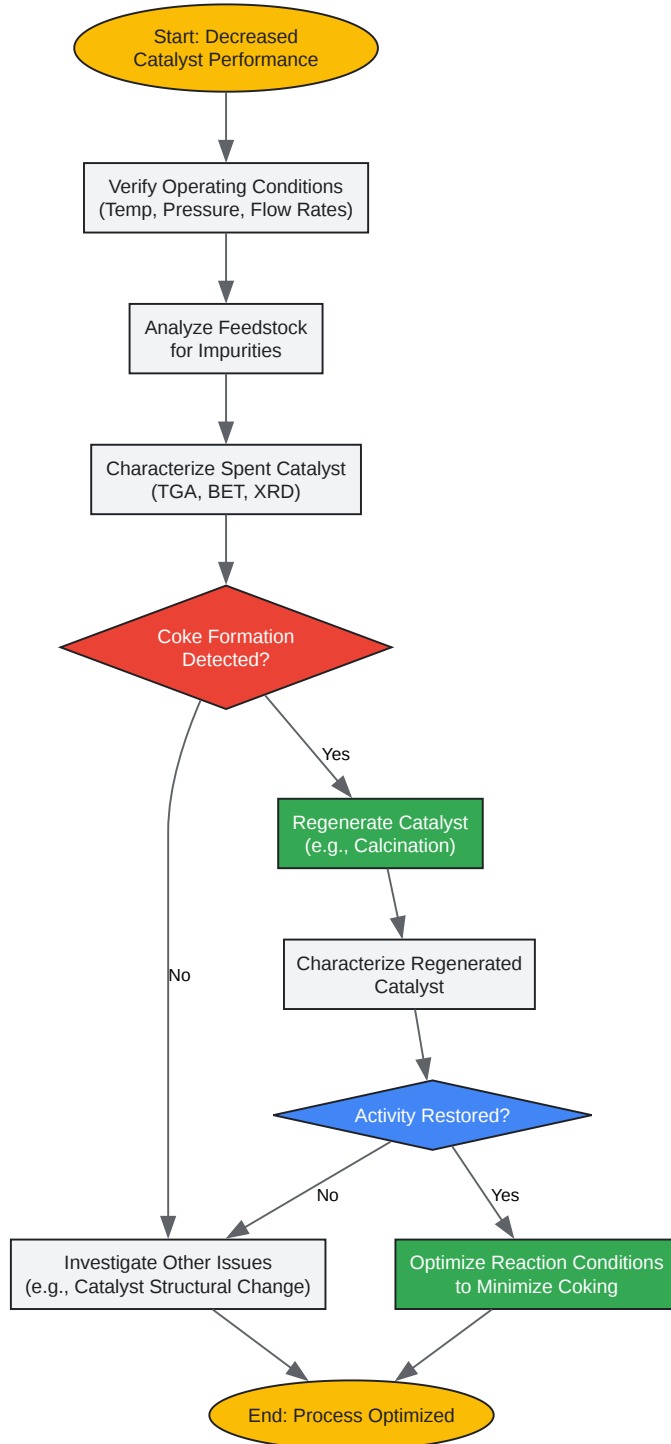 Start: Decreased
Catalyst Performance
Verify Operating Conditions
(Temp, Pressure, Flow Rates)
Analyze Feedstock
for Impurities
Characterize Spent Catalyst
(TGA, BET, XRD)
Coke Formation
Detected?
Yes
Regenerate Catalyst
(e.g., Calcination)
Characterize Regenerated
Catalyst
No
Activity Restored?
No
Yes
Investigate Other Issues
(e.g., Catalyst Structural Change)
Optimize Reaction Conditions
to Minimize Coking
End: Process Optimized